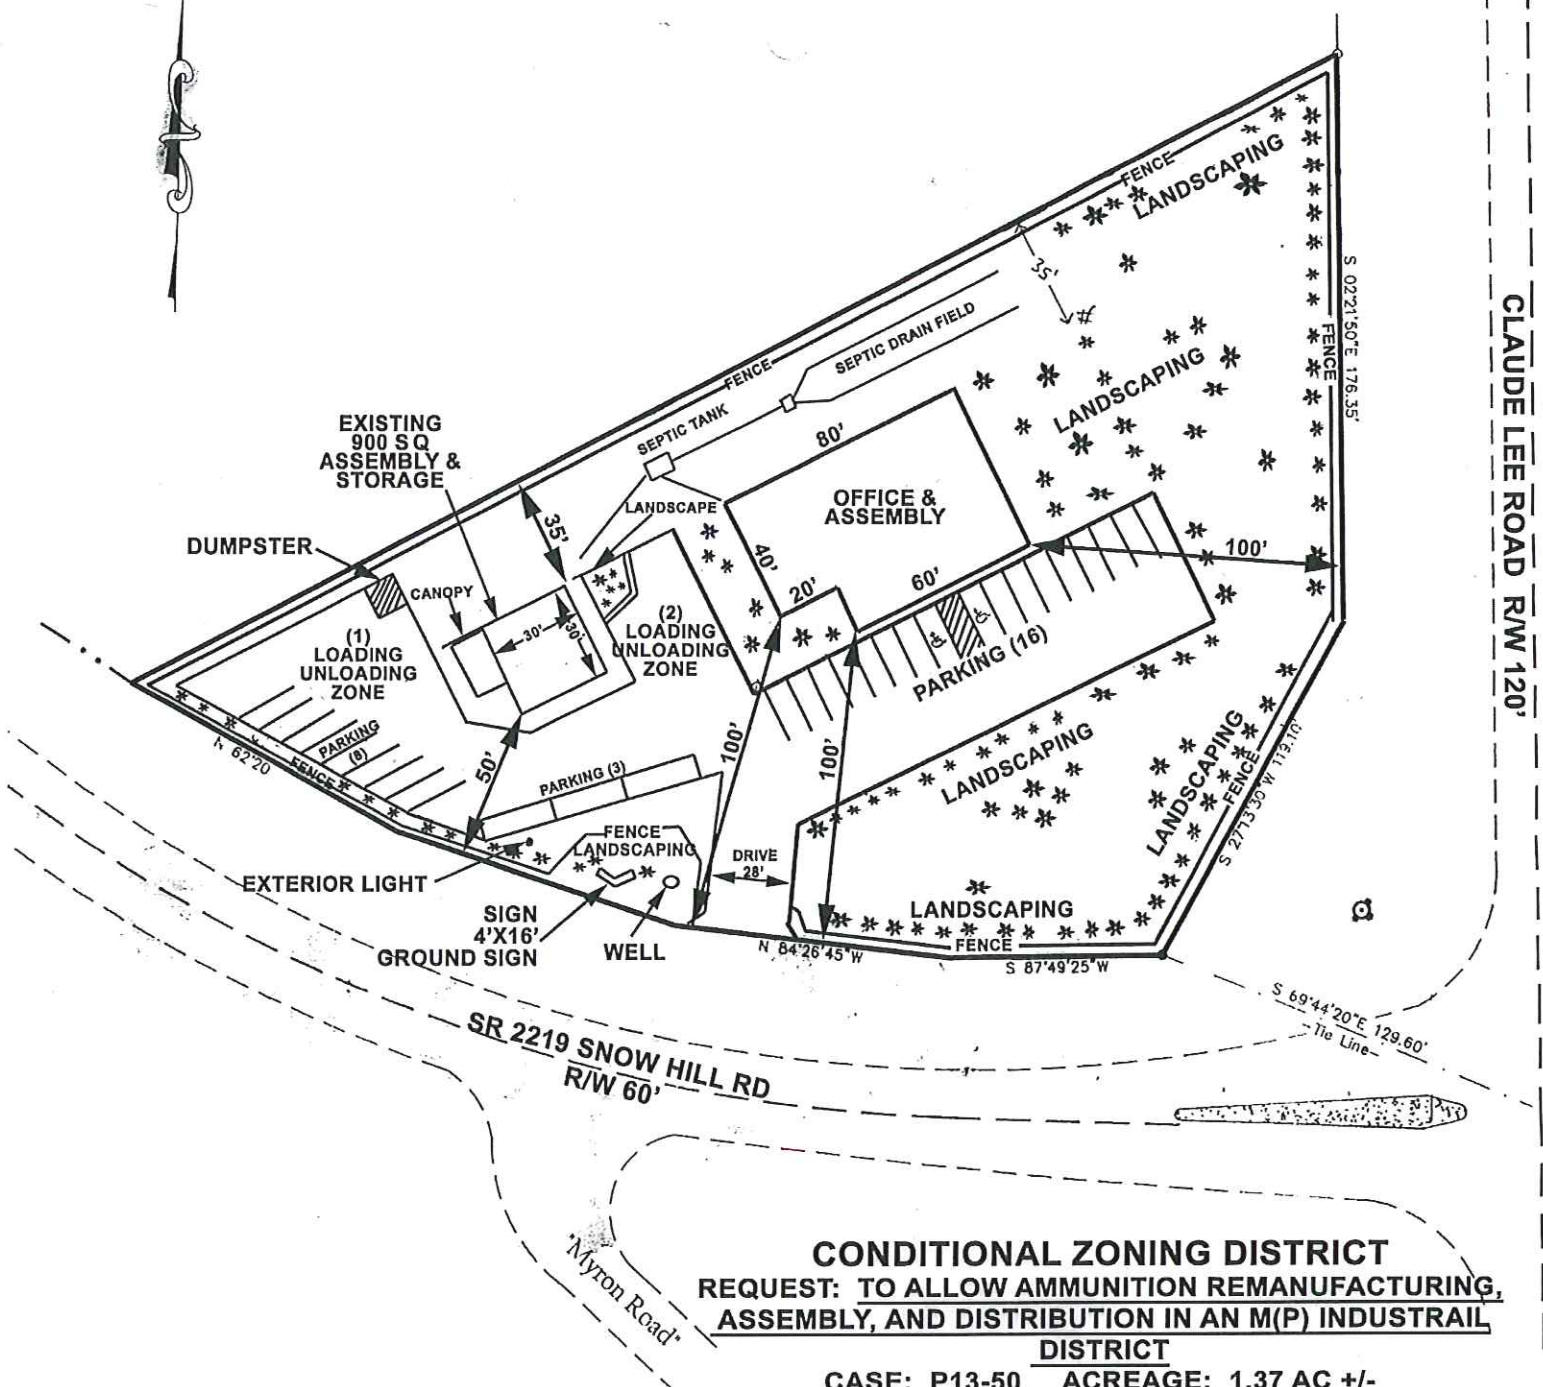 FENCE
LANDSCAPING
35'
S 02°21'50"E 176.35'
FENCE
CLAUDE LEE ROAD R/W 120'
SEPTIC DRAIN FIELD
FENCE
LANDSCAPING
SEPTIC TANK
80'
EXISTING
900 SQ
ASSEMBLY &
STORAGE
OFFICE &
ASSEMBLY
LANDSCAPE
35'
DUMPSTER
40'
100'
CANOPY
20'
60'
30'
30'
(1)
LOADING
UNLOADING
ZONE
(2)
LOADING
UNLOADING
ZONE
PARKING (16)
PARKING
(8)
N 62°20
FENCE
50'
100'
100'
PARKING (3)
LANDSCAPING
LANDSCAPING
FENCE
S 27°13'30"W 119.10'
FENCE
LANDSCAPING
DRIVE
28'
EXTERIOR LIGHT
SIGN
4'X16'
GROUND SIGN
WELL
LANDSCAPING
FENCE
N 84°26'45"W
S 87°49'25"W
S 69°44'20"E 129.60'
Tie Line
SR 2219 SNOW HILL RD
R/W 60'
"Myron Road"
CONDITIONAL ZONING DISTRICT
REQUEST: TO ALLOW AMMUNITION REMANUFACTURING,
ASSEMBLY, AND DISTRIBUTION IN AN M(P) INDUSTRAIL
DISTRICT
CASE: P13-50 ACREAGE: 1.37 AC +/-